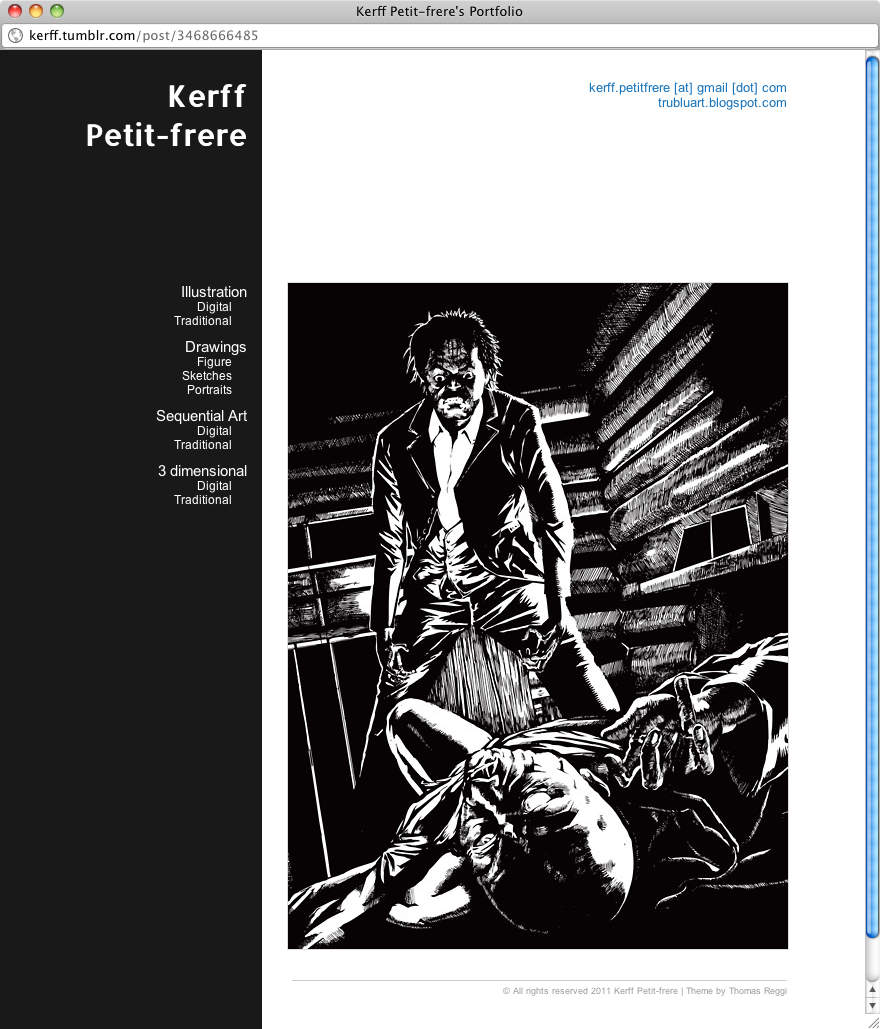 Kerff Petit-frere's Portfolio
kerff.tumblr.com/post/3468666485
Kerff
Petit-frere
kerff.petitfrere [at] gmail [dot] com
trubluart.blogspot.com
Illustration
Digital
Traditional
Drawings
Figure
Sketches
Portraits
Sequential Art
Digital
Traditional
3 dimensional
Digital
Traditional
© All rights reserved 2011 Kerff Petit-frere | Theme by Thomas Reggi